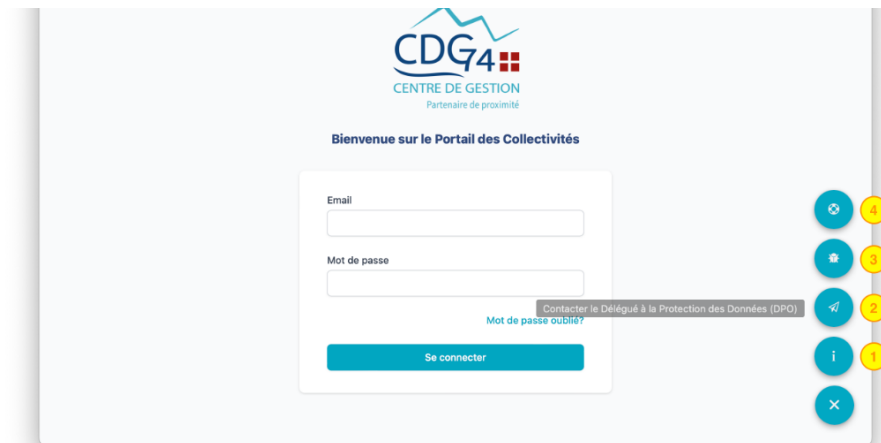 CDG74
CENTRE DE GESTION
Partenaire de proximité
Bienvenue sur le Portail des Collectivités
Email
4
Mot de passe
3
Contacter le Délégué à la Protection des Données (DPO)
2
Mot de passe oublié?
Se connecter
i
1